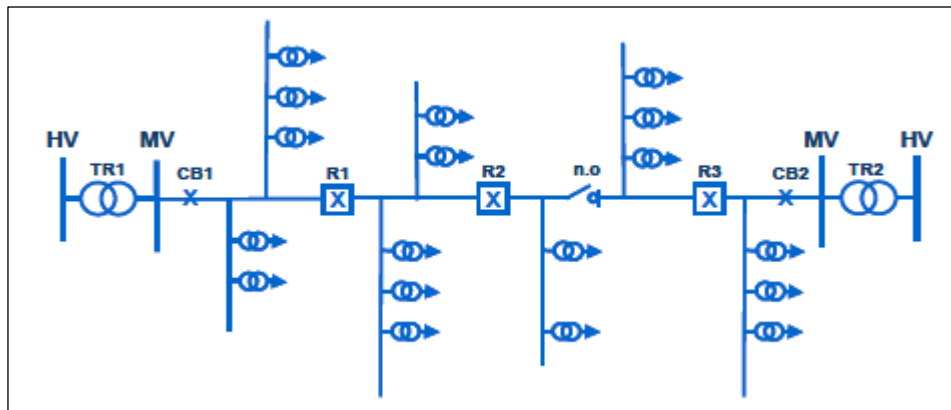 HV
TR1
MV
CB1
R1
R2
n.o
R3
CB2
MV
TR2
HV
X
X
X